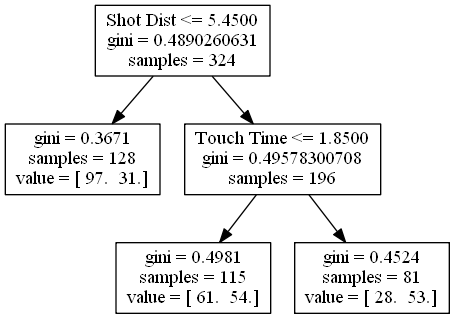 Shot Dist <= 5.4500
gini = 0.4890260631
samples = 324
gini = 0.3671
samples = 128
value = [ 97.  31.]
Touch Time <= 1.8500
gini = 0.49578300708
samples = 196
gini = 0.4981
samples = 115
value = [ 61.  54.]
gini = 0.4524
samples = 81
value = [ 28.  53.]